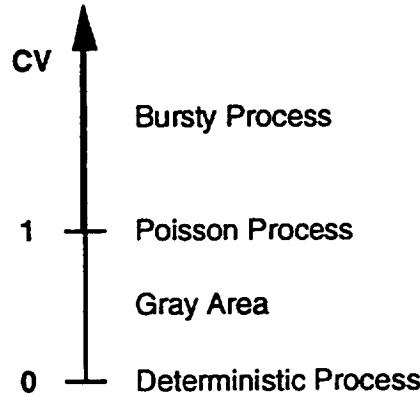 CV
Bursty Process
1 Poisson Process
Gray Area
0 Deterministic Process